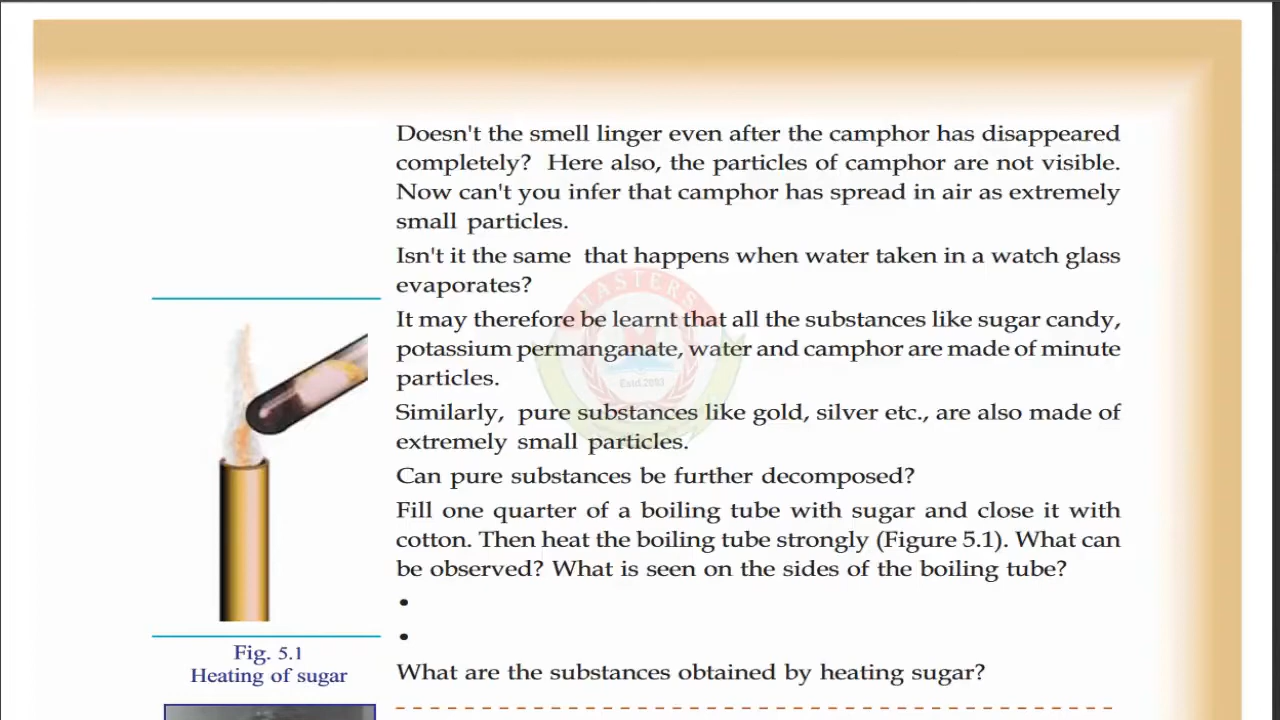 Doesn't the smell linger even after the camphor has disappeared
completely? Here also, the particles of camphor are not visible.
Now can't you infer that camphor has spread in air as extremely
small particles.
Isn't it the same that happens when water taken in a watch glass
evaporates?
It may therefore be learnt that all the substances like sugar candy,
potassium permanganate, water and camphor are made of minute
particles.
Similarly, pure substances like gold, silver etc., are also made of
extremely small particles.
Can pure substances be further decomposed?
Fill one quarter of a boiling tube with sugar and close it with
cotton. Then heat the boiling tube strongly (Figure 5.1). What can
be observed? What is seen on the sides of the boiling tube?
•
•
What are the substances obtained by heating sugar?
Fig. 5.1
Heating of sugar
MASTERS